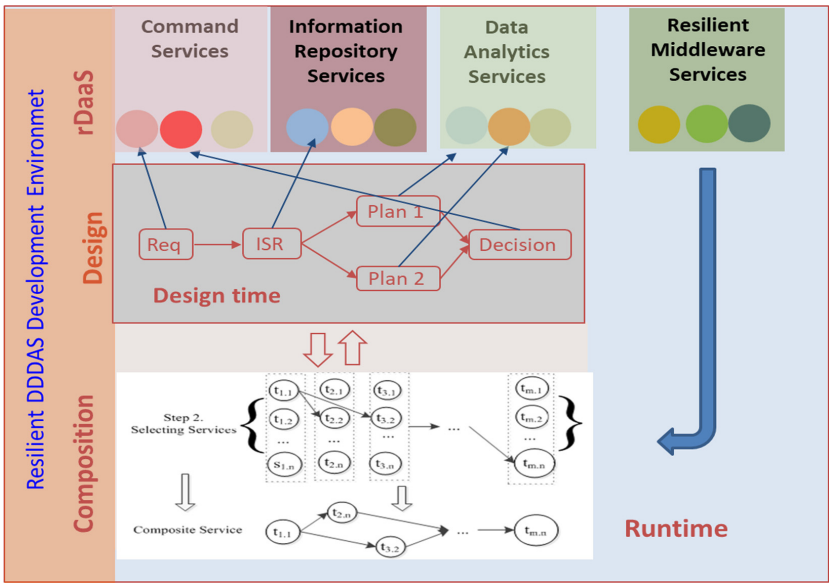 Resilient DDDAS Development Environmet
rDaaS
Command
Services
Information
Repository
Services
Data
Analytics
Services
Resilient
Middleware
Services
Design
Req
ISR
Plan 1
Plan 2
Decision
Design time
Composition
Step 2.
Selecting Services
t1.1 t2.1 t3.1 tm.1
t1.2 t2.2 t3.2 ... tm.2
... ... ... ...
s1.n t2.n t3.n tm.n
Composite Service
t1.1 t2.n t3.2 ... tm.n
Runtime